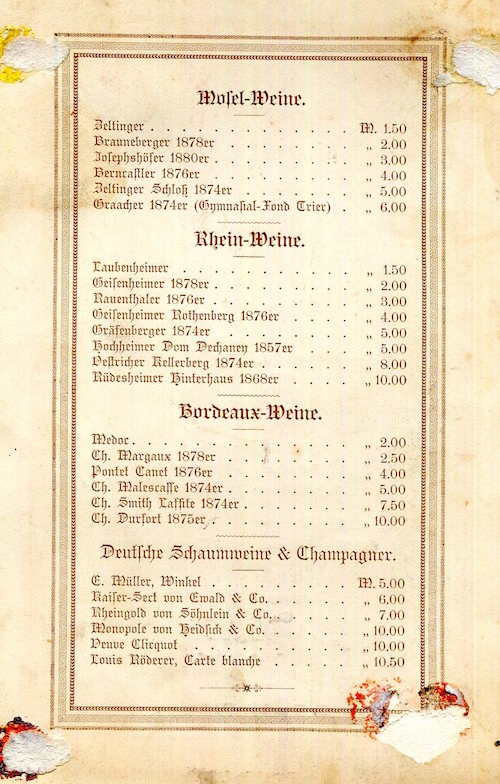 Mosel-Weine.
Zeltinger . . . . . . . . . . . . . M. 1.50
Brauneberger 1878er . . . . . . . . „ 2.00
Josephshöfer 1880er . . . . . . . . „ 3.00
Berncastler 1876er . . . . . . . . „ 4.00
Zeltinger Schloß 1874er . . . . . . . „ 5.00
Graacher 1874er (Gymnasial-Fond Trier) . „ 6.00
Rhein-Weine.
Laubenheimer . . . . . . . . . . . „ 1.50
Geisenheimer 1878er . . . . . . . . . „ 2.00
Rauenthaler 1876er . . . . . . . . . „ 3.00
Geisenheimer Rothenberg 1876er . . . . „ 4.00
Gräfenberger 1874er . . . . . . . . „ 5.00
Hochheimer Dom Dechaney 1857er . . . . „ 5.00
Oestricher Kellerberg 1874er . . . . . . „ 8.00
Rüdesheimer Hinterhaus 1868er . . . . „ 10.00
Bordeaux-Weine.
Medoc . . . . . . . . . . . . . . „ 2.00
Ch. Margaux 1878er . . . . . . . . „ 2.50
Pontet Canet 1876er . . . . . . . . „ 4.00
Ch. Malescasse 1874er . . . . . . . . „ 5.00
Ch. Smith Laffite 1874er . . . . . . . „ 7.50
Ch. Dursort 1875er . . . . . . . . . „ 10.00
Deutsche Schaumweine & Champagner.
E. Müller, Winkel . . . . . . . . . M. 5.00
Kaiser-Sect von Ewald & Co. . . . . . „ 6.00
Rheingold von Söhnlein & Co. . . . . . „ 7.00
Monopole von Heidsick & Co. . . . . . „ 10.00
Veuve Clicquot . . . . . . . . . . „ 10.00
Louis Röderer, Carte blanche . . . . . „ 10.50